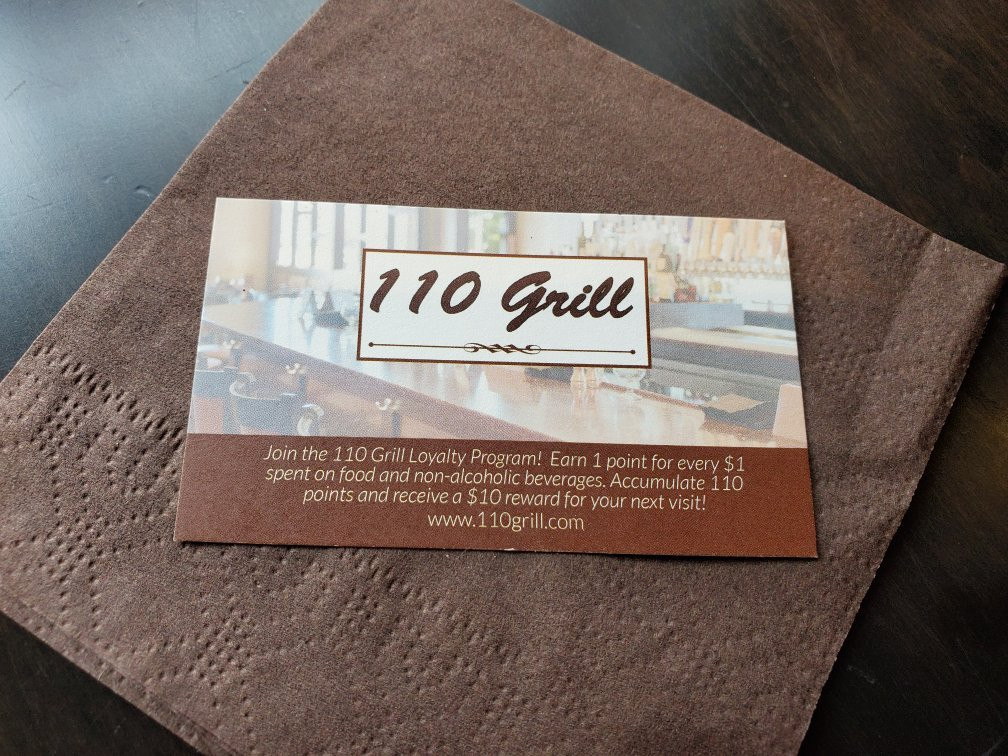 110 Grill
Join the 110 Grill Loyalty Program! Earn 1 point for every $1
spent on food and non-alcoholic beverages. Accumulate 110
points and receive a $10 reward for your next visit!
www.110grill.com